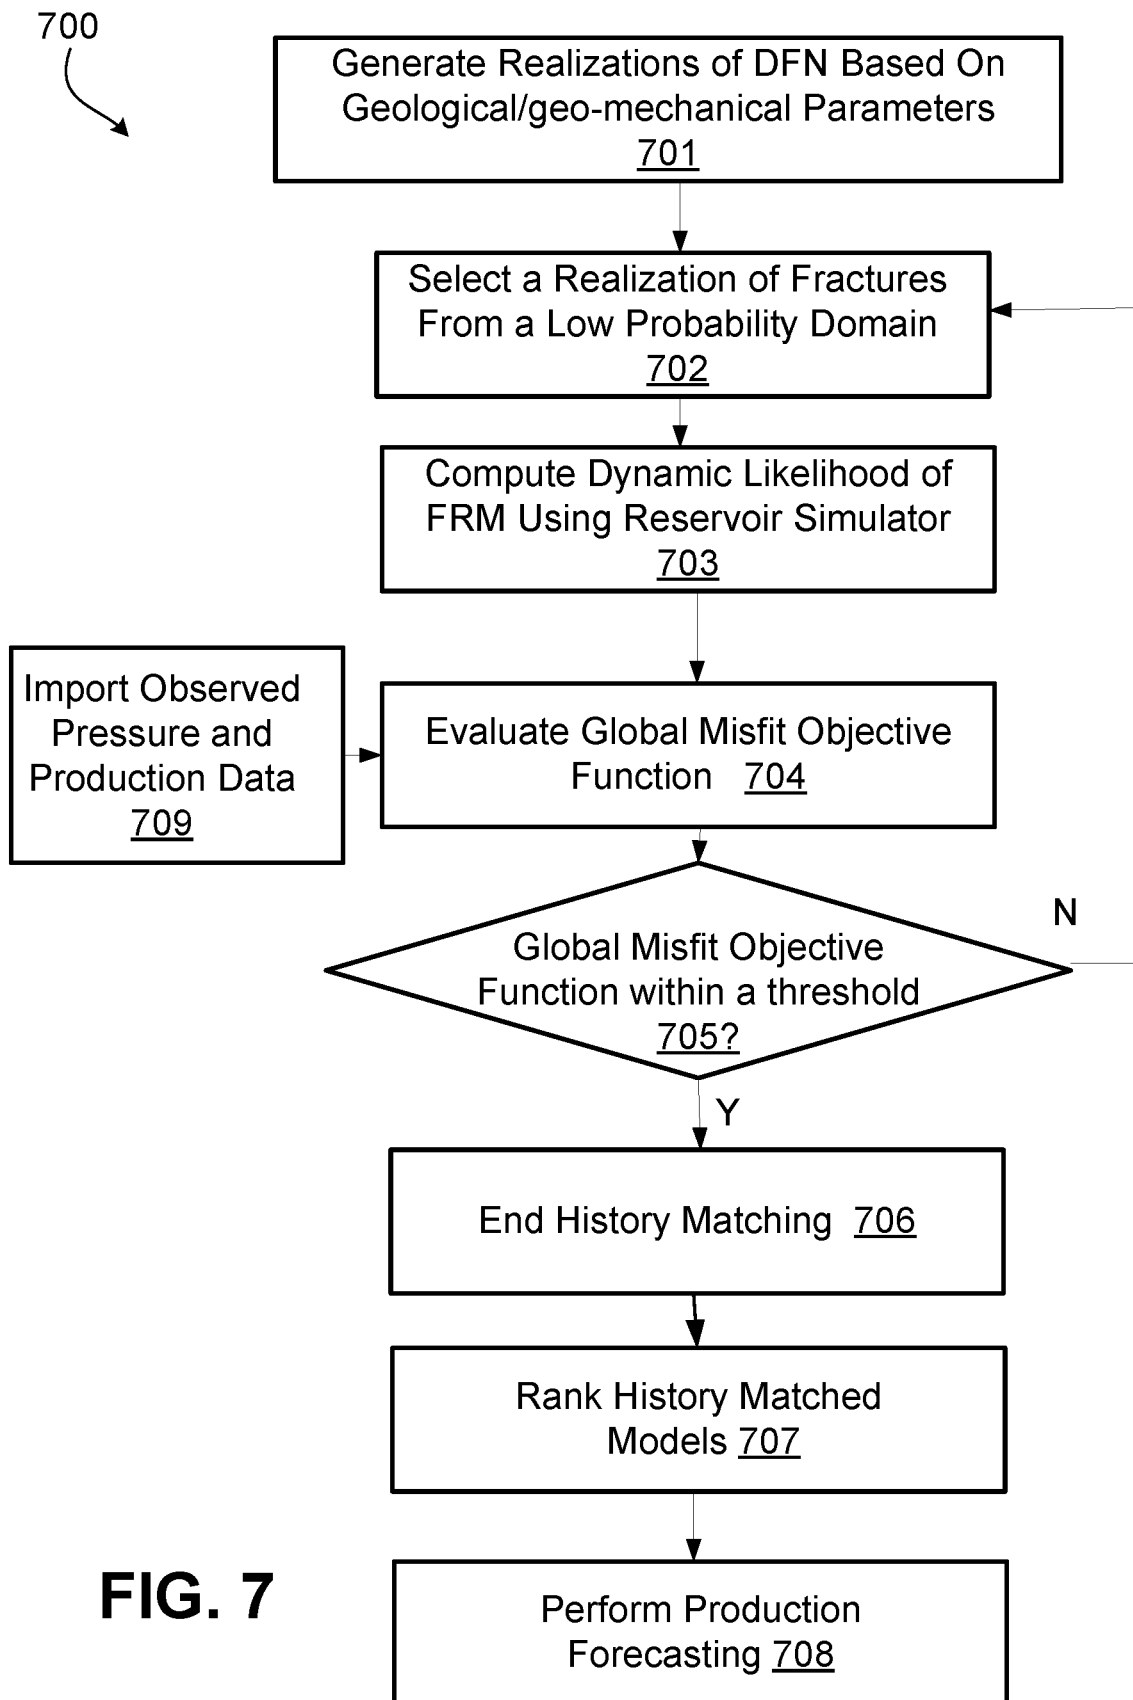 700
Generate Realizations of DFN Based On
Geological/geo-mechanical Parameters
701
Select a Realization of Fractures
From a Low Probability Domain
702
Compute Dynamic Likelihood of
FRM Using Reservoir Simulator
703
Import Observed
Pressure and
Production Data
709
Evaluate Global Misfit Objective
Function 704
N
Global Misfit Objective
Function within a threshold
705?
Y
End History Matching 706
Rank History Matched
Models 707
Perform Production
Forecasting 708
FIG. 7